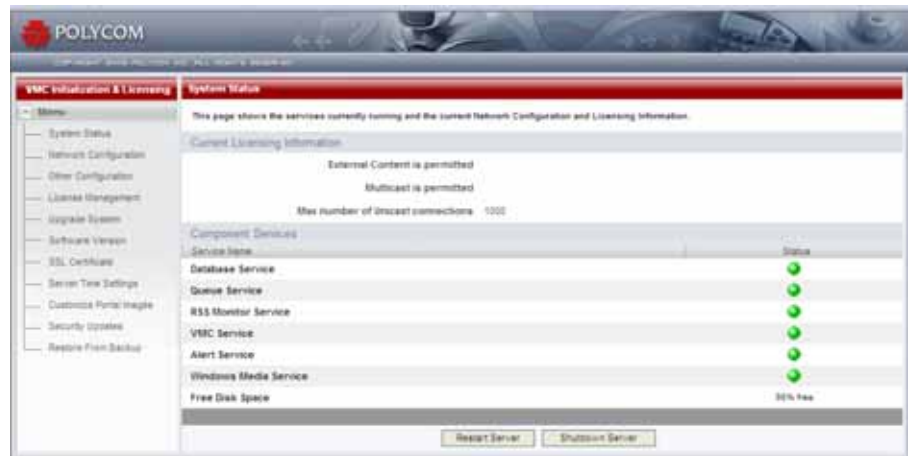 POLYCOM
VMC Initialization & Licensing
System Status
Menu
System Status
Network Configuration
Other Configuration
License Management
Upgrade System
Software Version
SSL Certificate
Server Time Settings
Customize Portal Images
Security Updates
Restore From Backup
This page shows the services currently running and the current Network Configuration and Licensing Information.
Current Licensing Information
External Content is permitted
Multicast is permitted
Max number of Unicast connections 1000
Component Services
Service Name Status
Database Service
Queue Service
RSS Monitor Service
VMC Service
Alert Service
Windows Media Service
Free Disk Space free
Restart Server Shutdown Server